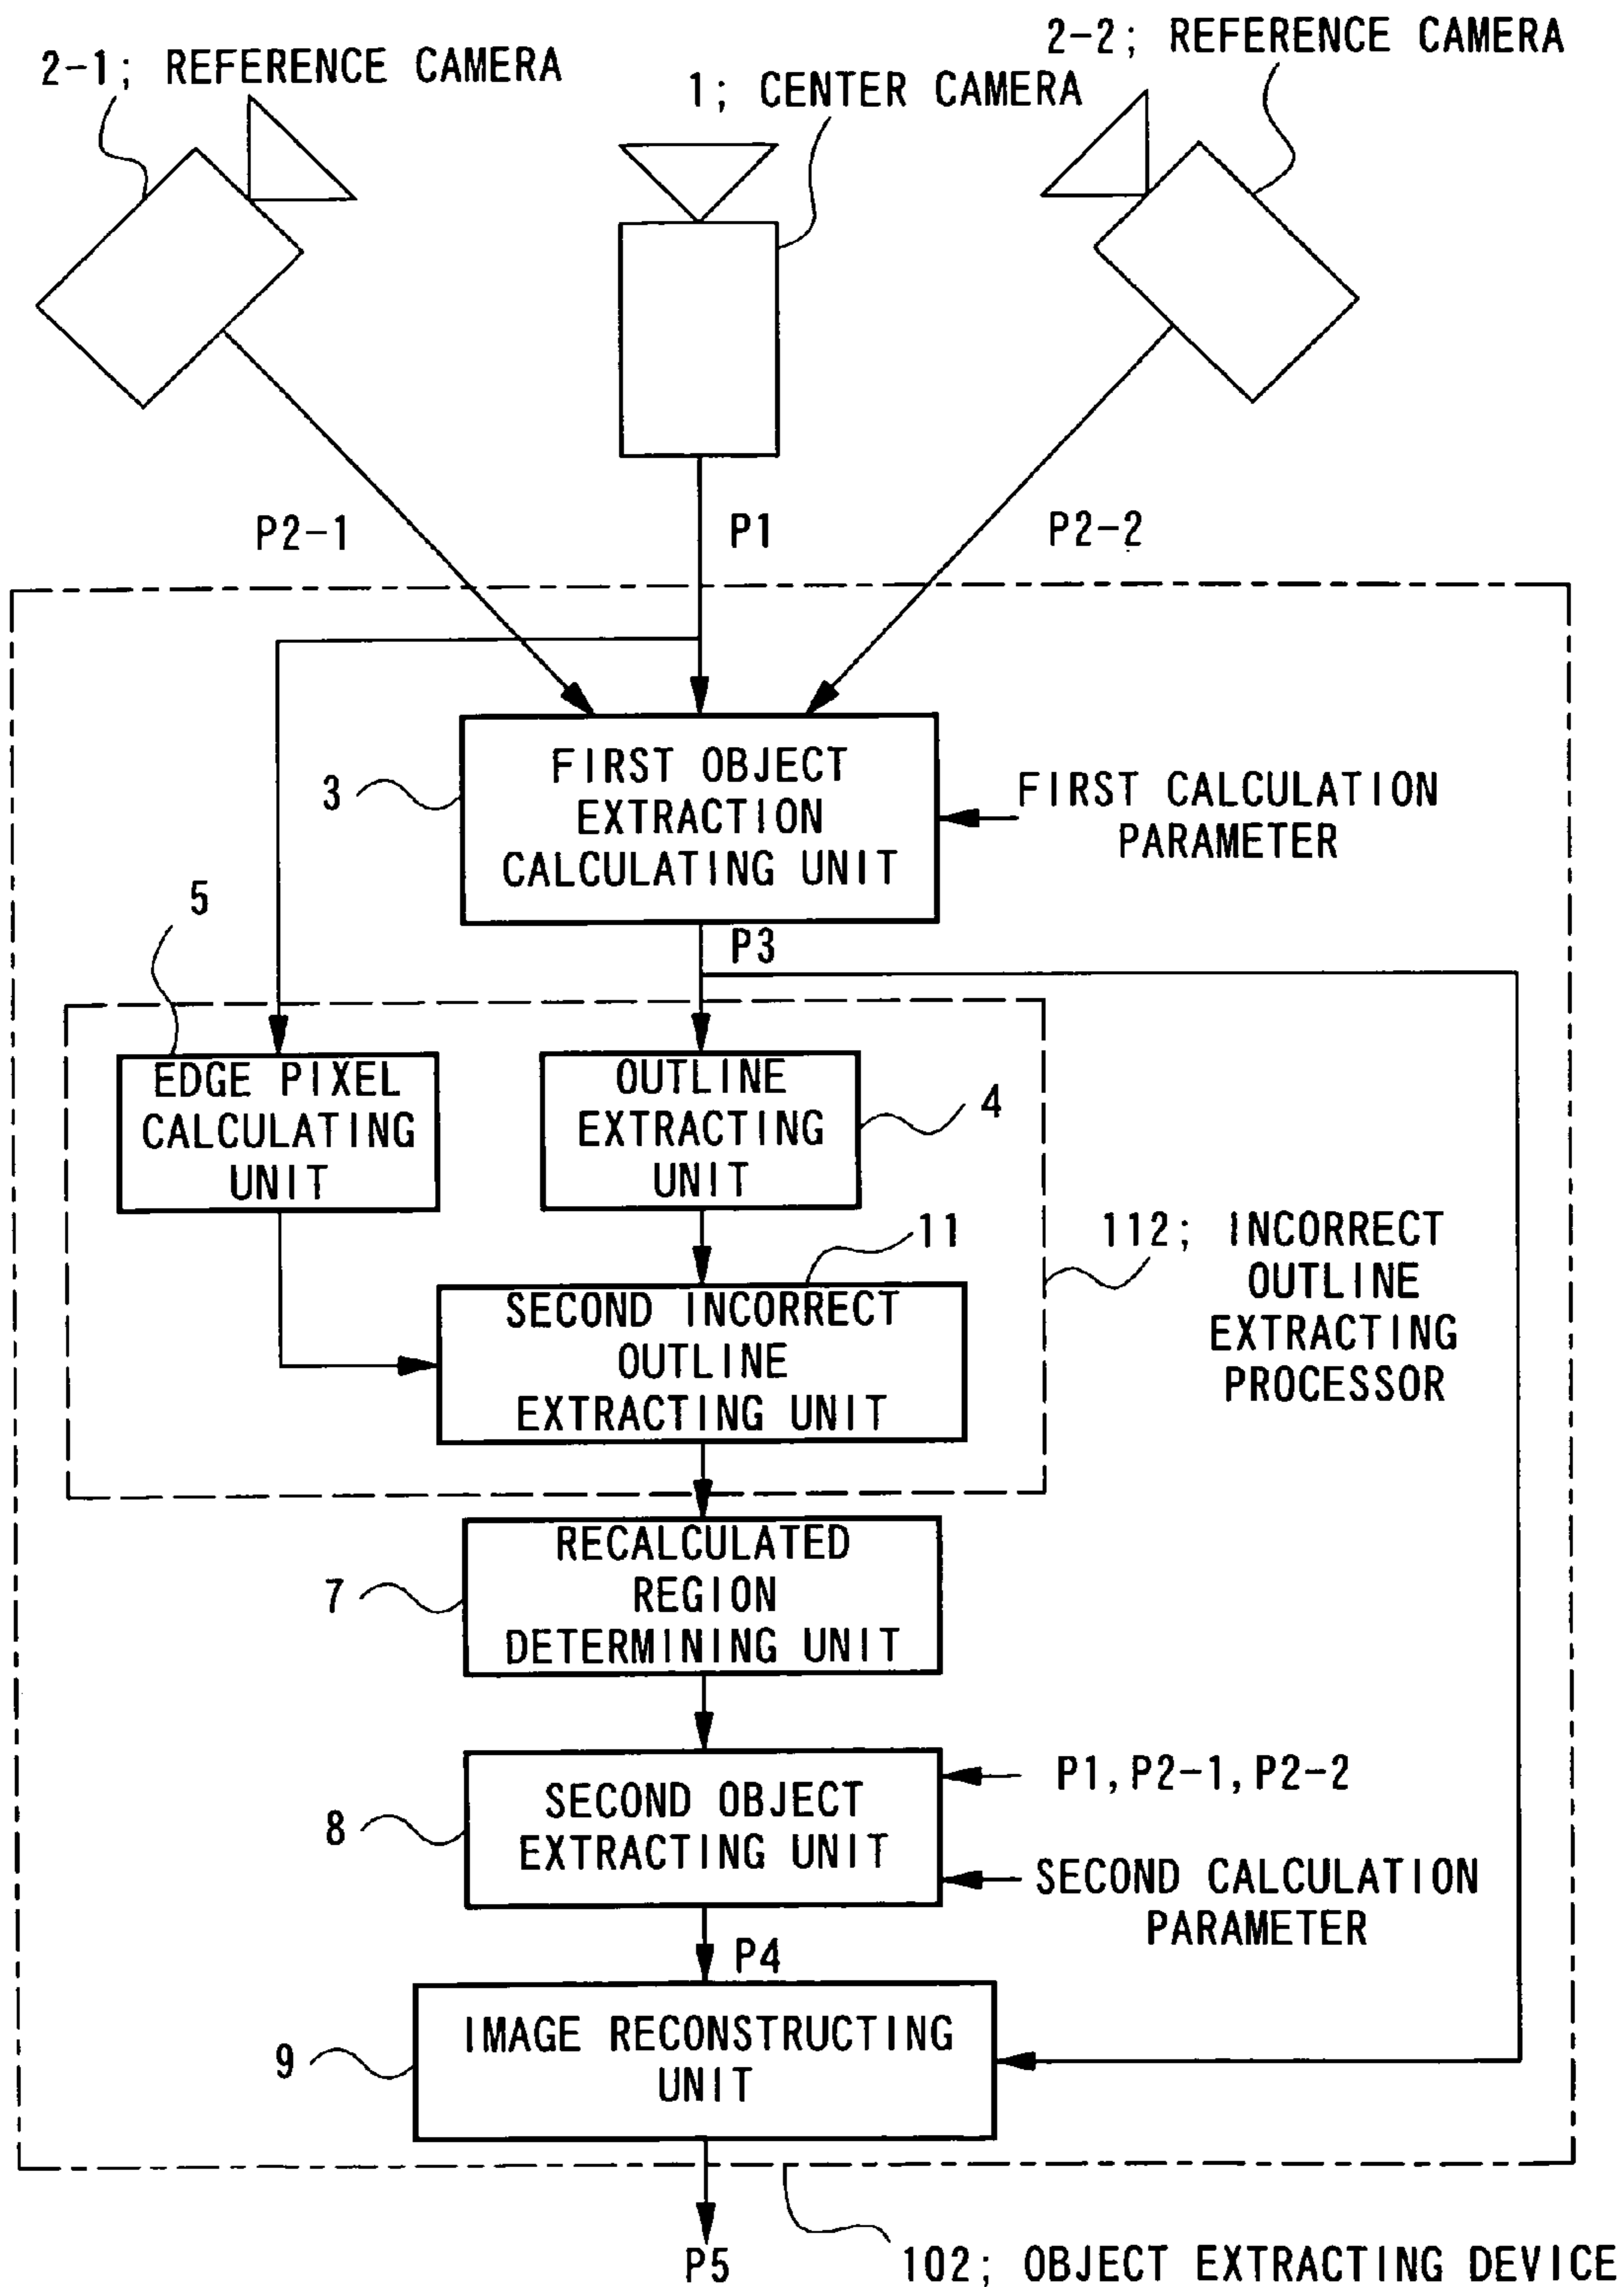 2-1; REFERENCE CAMERA
2-2; REFERENCE CAMERA
1; CENTER CAMERA
P2-1
P1
P2-2
3
FIRST OBJECT
EXTRACTION
CALCULATING UNIT
FIRST CALCULATION
PARAMETER
5
P3
EDGE PIXEL
CALCULATING
UNIT
OUTLINE
EXTRACTING
UNIT
4
11
SECOND INCORRECT
OUTLINE
EXTRACTING UNIT
112; INCORRECT
OUTLINE
EXTRACTING
PROCESSOR
7
RECALCULATED
REGION
DETERMINING UNIT
8
SECOND OBJECT
EXTRACTING UNIT
P1, P2-1, P2-2
SECOND CALCULATION
PARAMETER
P4
9
IMAGE RECONSTRUCTING
UNIT
P5
102; OBJECT EXTRACTING DEVICE